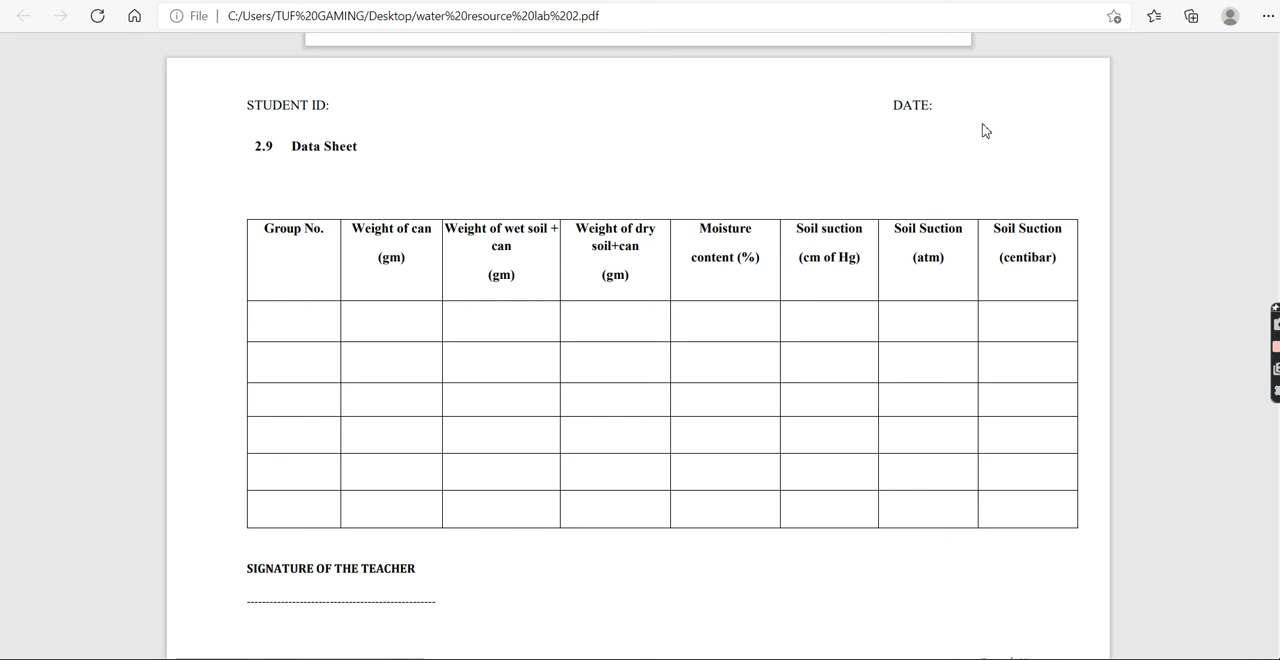 File | C:/Users/TUF%20GAMING/Desktop/water%20resource%20lab%202.pdf
STUDENT ID: DATE:
2.9 Data Sheet
Group No. Weight of can (gm) Weight of wet soil + can (gm) Weight of dry soil+can (gm) Moisture content (%) Soil suction (cm of Hg) Soil Suction (atm) Soil Suction (centibar)
SIGNATURE OF THE TEACHER